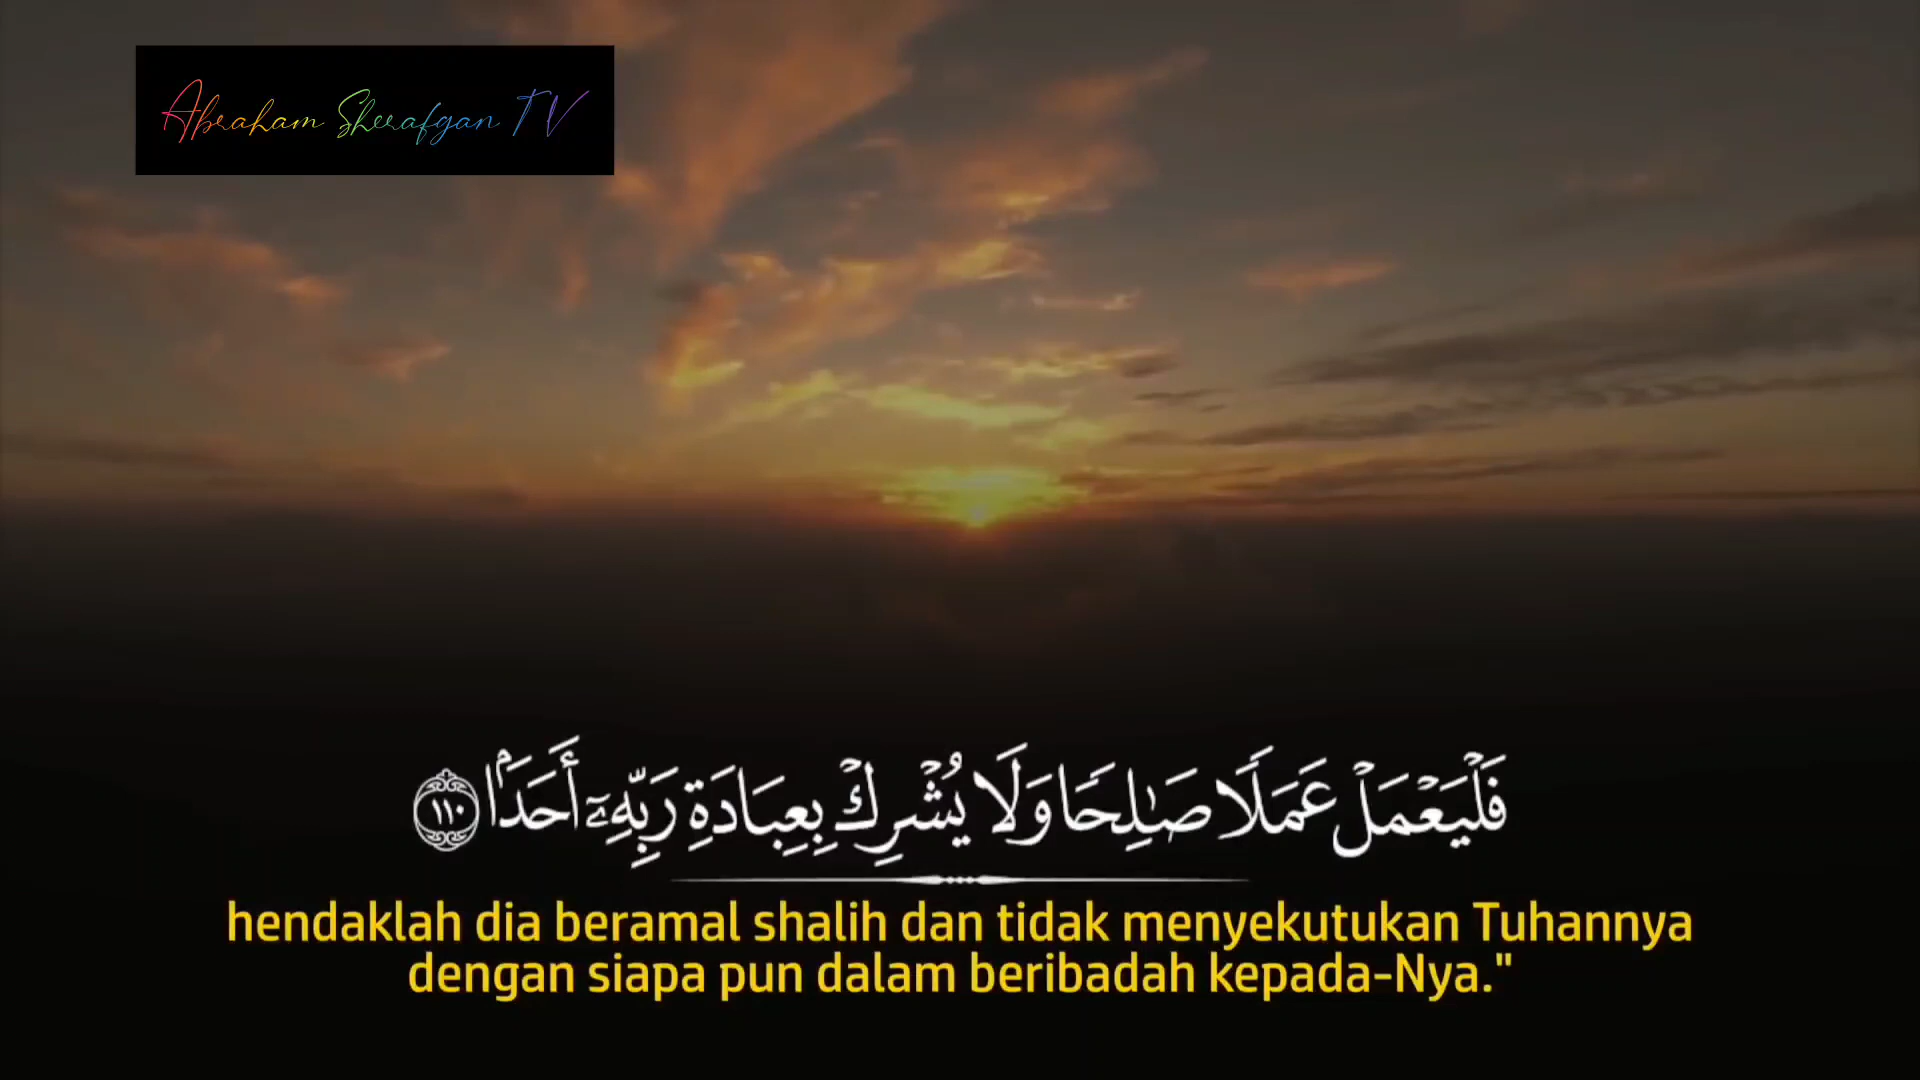 Abraham Sherafgan TV
فَلْيَعْمَلْ عَمَلًا صَـٰلِحًا وَلَا يُشْرِكْ بِعِبَادَةِ رَبِّهِۦٓ أَحَدًۢا ١١٠
hendaklah dia beramal shalih dan tidak menyekutukan Tuhannya
dengan siapa pun dalam beribadah kepada-Nya."